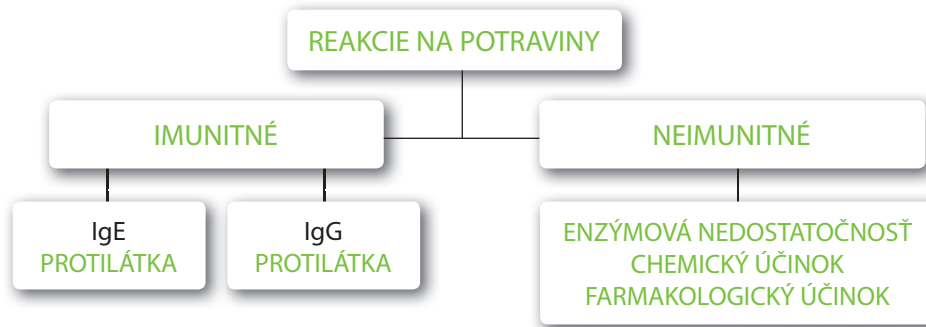 REAKCIE NA POTRAVINY
IMUNITNÉ
NEIMUNITNÉ
IgE
PROTILÁTKA
IgG
PROTILÁTKA
ENZÝMOVÁ NEDOSTATOČNOSŤ
CHEMICKÝ ÚČINOK
FARMAKOLOGICKÝ ÚČINOK